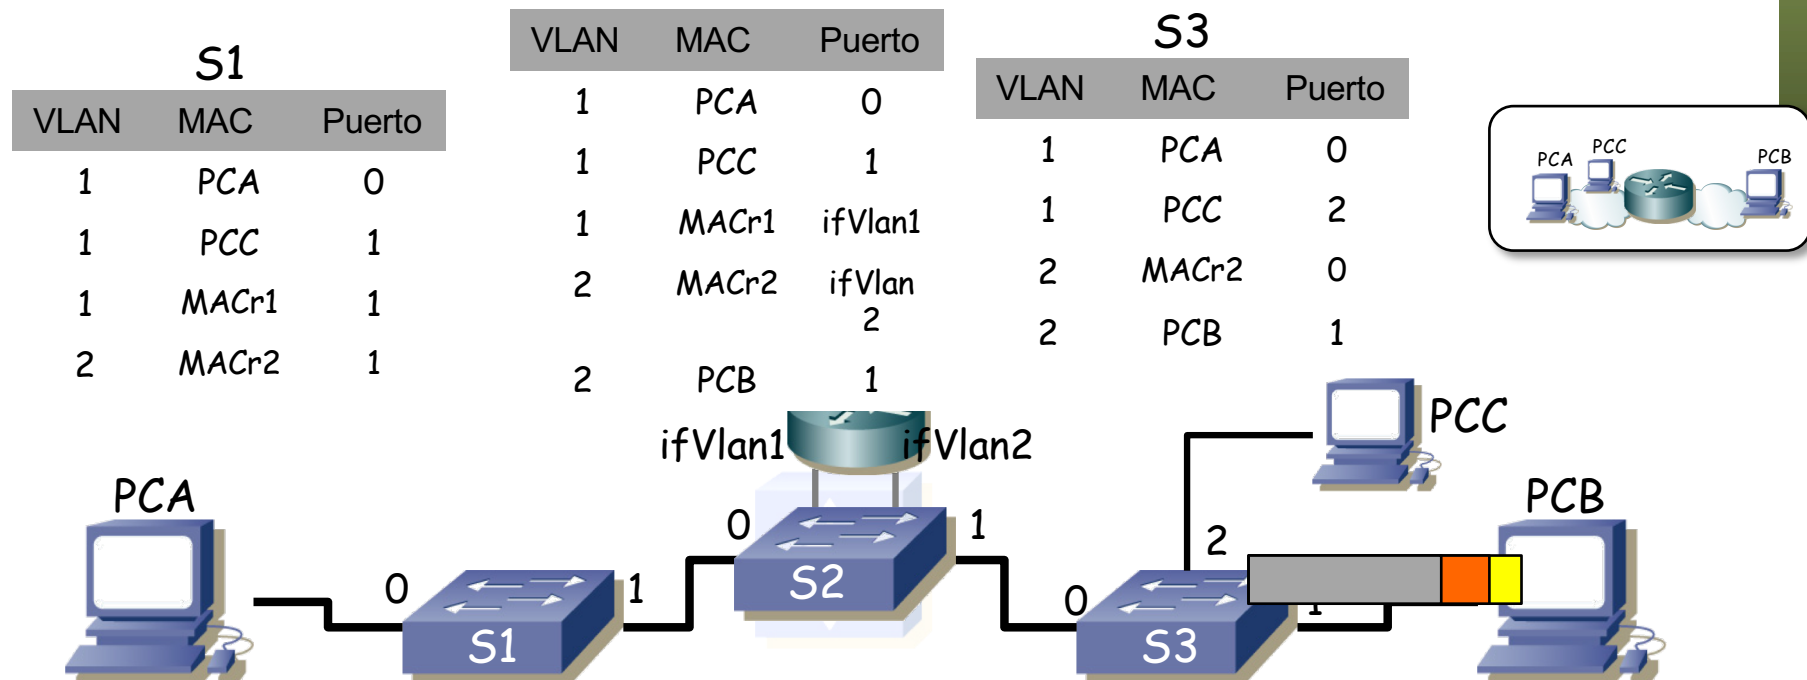 S1
VLAN MAC Puerto
1 PCA 0
1 PCC 1
1 MACr1 1
2 MACr2 1
VLAN MAC Puerto
1 PCA 0
1 PCC 1
1 MACr1 ifVlan1
2 MACr2 ifVlan
2
2 PCB 1
S3
VLAN MAC Puerto
1 PCA 0
1 PCC 2
2 MACr2 0
2 PCB 1
PCA
PCC
PCB
ifVlan1
ifVlan2
PCC
PCA
PCB
0
1
2
0
1
0
1
S2
S1
S3